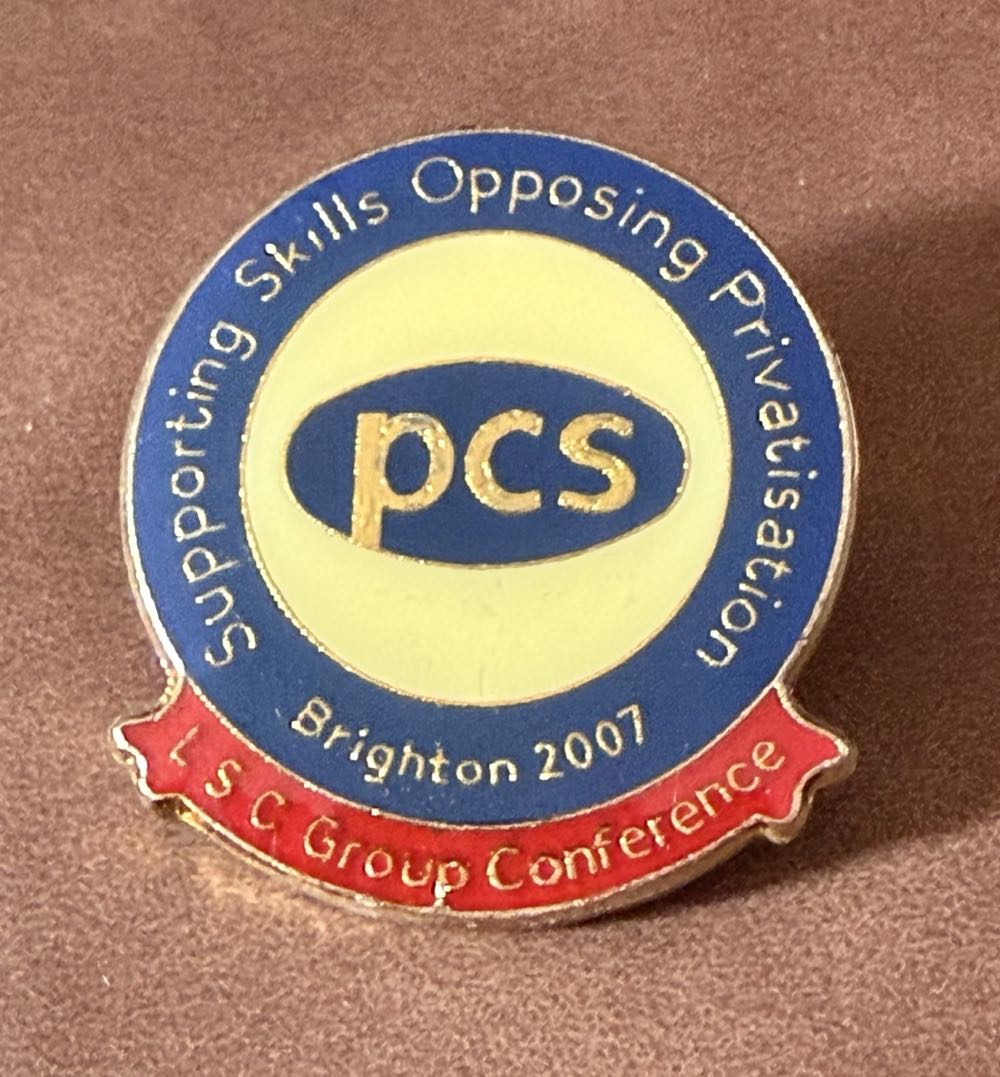 Supporting Skills Opposing Privatisation
pcs
Brighton 2007
L S C Group Conference